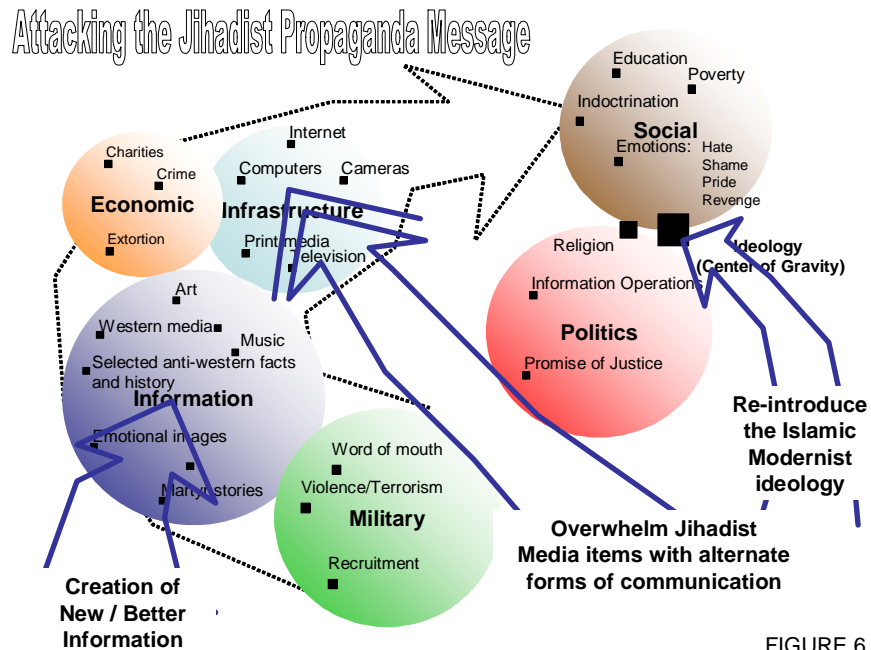 Attacking the Jihadist Propaganda Message
Education
Poverty
Indoctrination
Social
Emotions: Hate
Shame
Pride
Revenge
Internet
Computers
Cameras
Infrastructure
Print media
Television
Charities
Crime
Economic
Extortion
Religion
Ideology
(Center of Gravity)
Information Operations
Politics
Promise of Justice
Art
Western media
Music
Selected anti-western facts
and history
Information
Emotional images
Martyr stories
Word of mouth
Violence/Terrorism
Military
Recruitment
Re-introduce
the Islamic
Modernist
ideology
Overwhelm Jihadist
Media items with alternate
forms of communication
Creation of
New / Better
Information
FIGURE 6